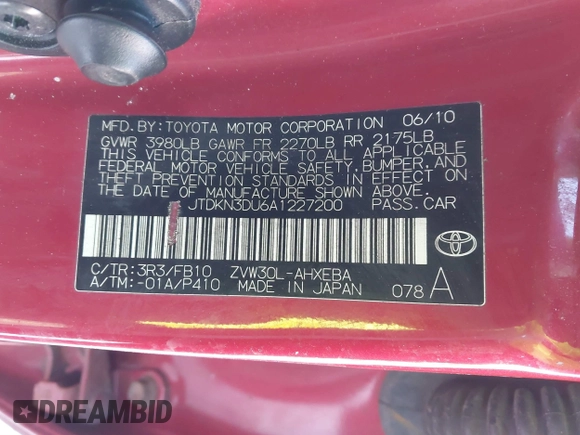 MFD. BY: TOYOTA MOTOR CORPORATION 06/10
GVWR 3980LB GAWR FR 2270LB RR 2175LB
THIS VEHICLE CONFORMS TO ALL APPLICABLE
FEDERAL MOTOR VEHICLE SAFETY, BUMPER, AND
THEFT PREVENTION STANDARDS IN EFFECT ON
THE DATE OF MANUFACTURE SHOWN ABOVE.
JTDKN3DU6A1227200 PASS. CAR
C/TR: 3R3/FB10 ZVW30L-AHXEBA
A/TM: -01A/P410 MADE IN JAPAN 078 A
TOYOTA
DREAMBID